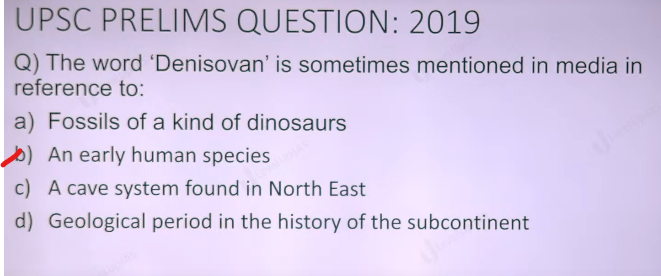 UPSC PRELIMS QUESTION: 2019
Q) The word ‘Denisovan’ is sometimes mentioned in media in
reference to:
a) Fossils of a kind of dinosaurs
b) An early human species
c) A cave system found in North East
d) Geological period in the history of the subcontinent